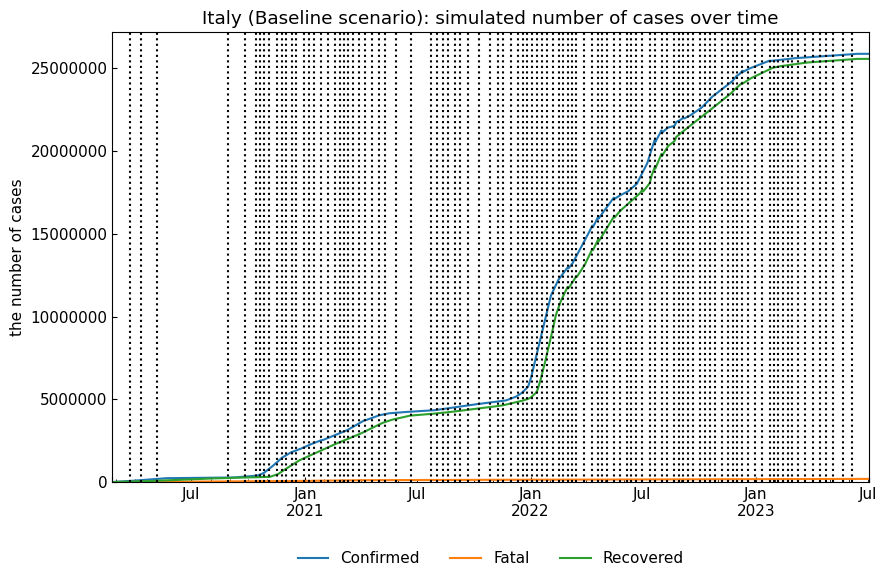 Italy (Baseline scenario): simulated number of cases over time
the number of cases
25000000
20000000
15000000
10000000
5000000
0
Jul
Jan
2021
Jul
Jan
2022
Jul
Jan
2023
Jul
Confirmed
Fatal
Recovered